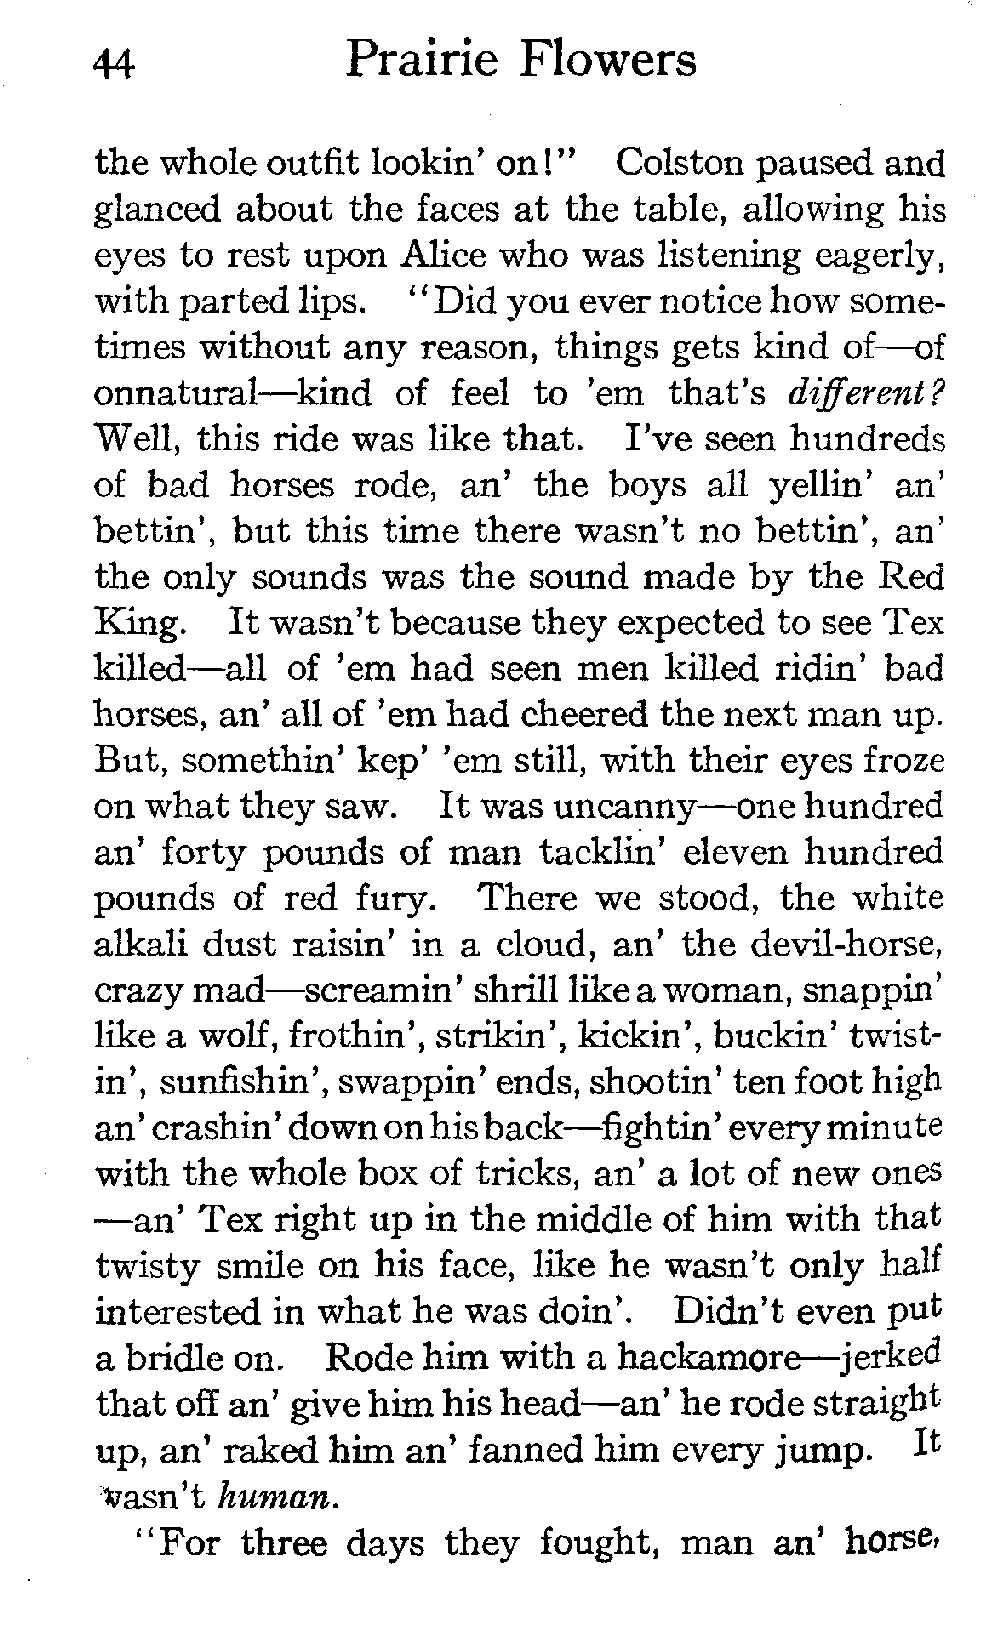 44 Prairie Flowers
the whole outfit lookin' on!" Colston paused and
glanced about the faces at the table, allowing his
eyes to rest upon Alice who was listening eagerly,
with parted lips. "Did you ever notice how some-
times without any reason, things gets kind of—of
onnatural—kind of feel to 'em that's different?
Well, this ride was like that. I've seen hundreds
of bad horses rode, an' the boys all yellin' an'
bettin', but this time there wasn't no bettin', an'
the only sounds was the sound made by the Red
King. It wasn't because they expected to see Tex
killed—all of 'em had seen men killed ridin' bad
horses, an' all of 'em had cheered the next man up.
But, somethin' kep' 'em still, with their eyes froze
on what they saw. It was uncanny—one hundred
an' forty pounds of man tacklin' eleven hundred
pounds of red fury. There we stood, the white
alkali dust raisin' in a cloud, an' the devil-horse,
crazy mad—screamin' shrill like a woman, snappin'
like a wolf, frothin', strikin', kickin', buckin' twist-
in', sunfishin', swappin' ends, shootin' ten foot high
an' crashin' down on his back—fightin' every minute
with the whole box of tricks, an' a lot of new ones
—an' Tex right up in the middle of him with that
twisty smile on his face, like he wasn't only half
interested in what he was doin'. Didn't even put
a bridle on. Rode him with a hackamore—jerked
that off an' give him his head—an' he rode straight
up, an' raked him an' fanned him every jump. It
wasn't human.
"For three days they fought, man an' horse,